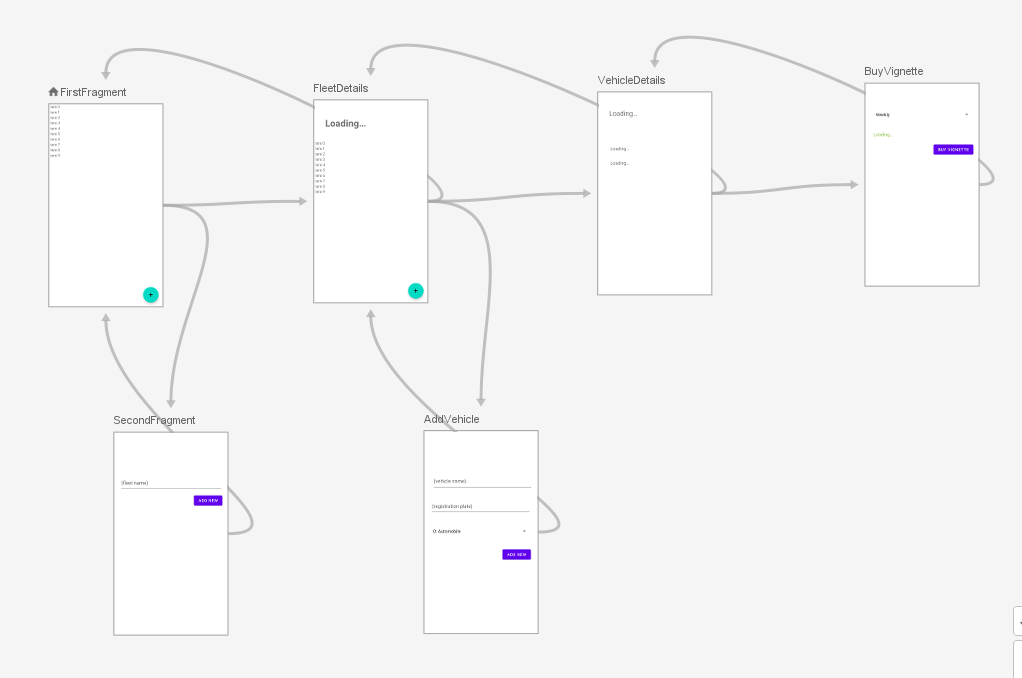 BuyVignette
VehicleDetails
FleetDetails
FirstFragment
Item 0
Item 1
Item 2
Item 3
Item 4
Item 5
Item 6
Item 7
Item 8
Item 9
+
Loading...
Item 0
Item 1
Item 2
Item 3
Item 4
Item 5
Item 6
Item 7
Item 8
Item 9
+
Loading...
Loading...
Loading...
Weekly
Loading...
BUY VIGNETTE
SecondFragment
(fleet name)
ADD NEW
AddVehicle
(vehicle name)
(registration plate)
0: Automobile
ADD NEW